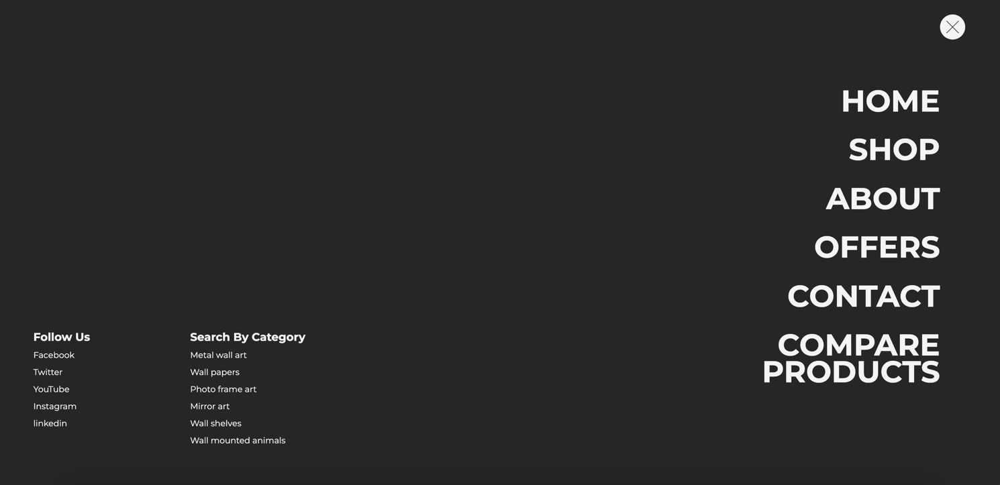 HOME
SHOP
ABOUT
OFFERS
CONTACT
COMPARE
PRODUCTS
Follow Us
Facebook
Twitter
YouTube
Instagram
linkedin
Search By Category
Metal wall art
Wall papers
Photo frame art
Mirror art
Wall shelves
Wall mounted animals